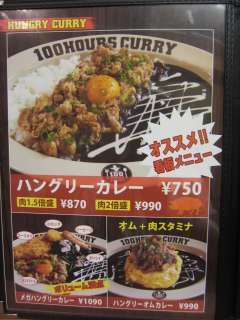 HUNGRY CURRY
100HOURS CURRY
オススメ!!
看板メニュー
ハングリーカレー ¥750
肉1.5倍盛 ¥870 肉2倍盛 ¥990
オム+肉スタミナ
100HOURS CURRY
ボリューム満点
メガハングリーカレー ¥1090
ハングリーオムカレー ¥990